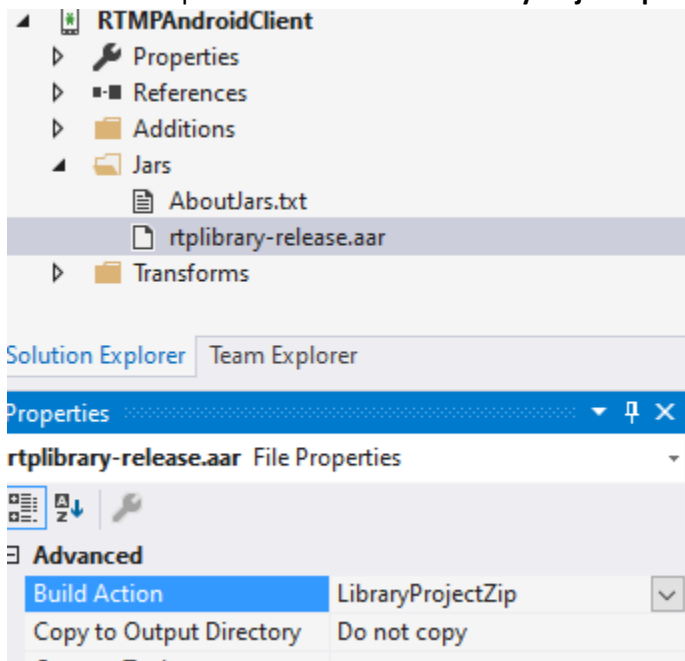 RTMPAndroidClient
Properties
References
Additions
Jars
AboutJars.txt
rtplibrary-release.aar
Transforms
Solution Explorer Team Explorer
Properties
rtplibrary-release.aar File Properties
Advanced
Build Action LibraryProjectZip
Copy to Output Directory Do not copy